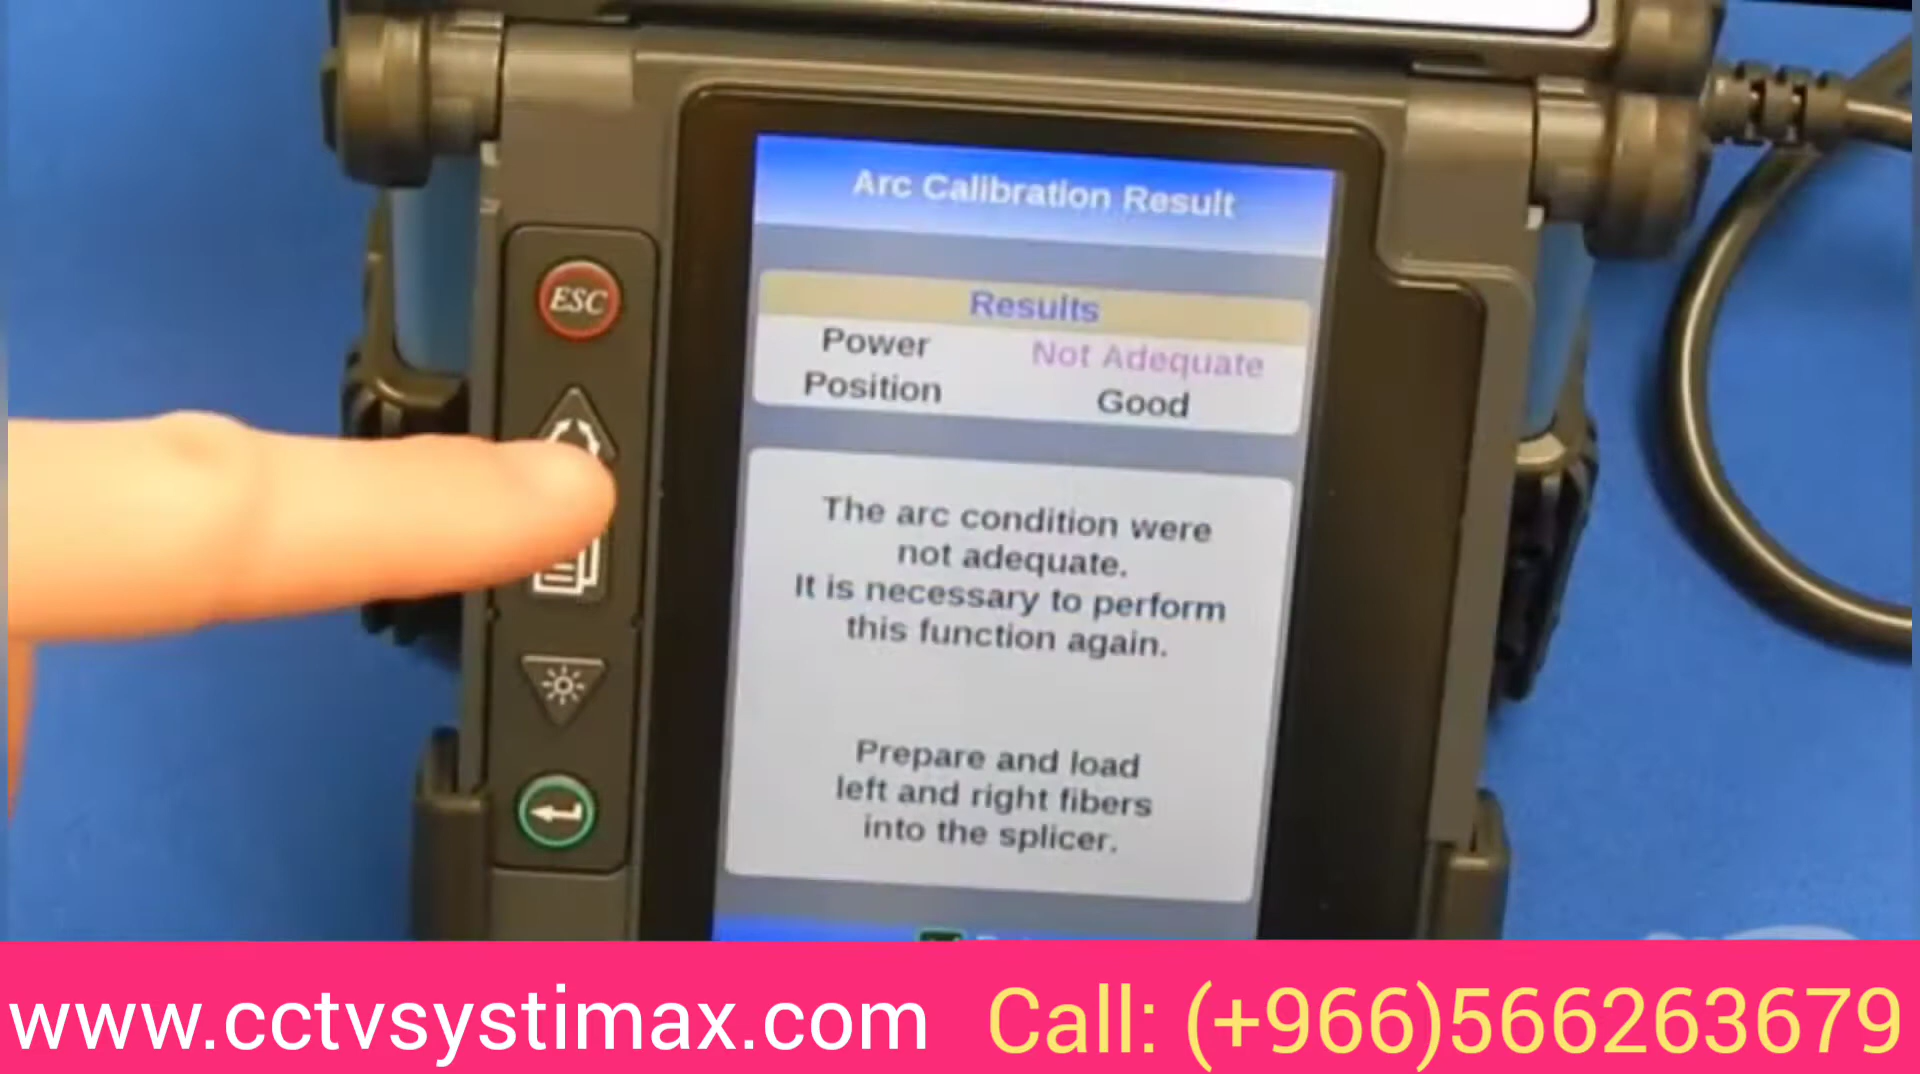 Arc Calibration Result
ESC
Results
Power Not Adequate
Position Good
The arc condition were
not adequate.
It is necessary to perform
this function again.
Prepare and load
left and right fibers
into the splicer.
www.cctvsystimax.com Call: (+966)566263679